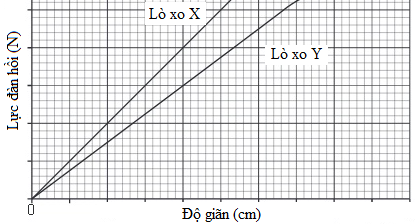 Lò xo X
Lò xo Y
Lực đàn hồi (N)
0
Độ giãn (cm)